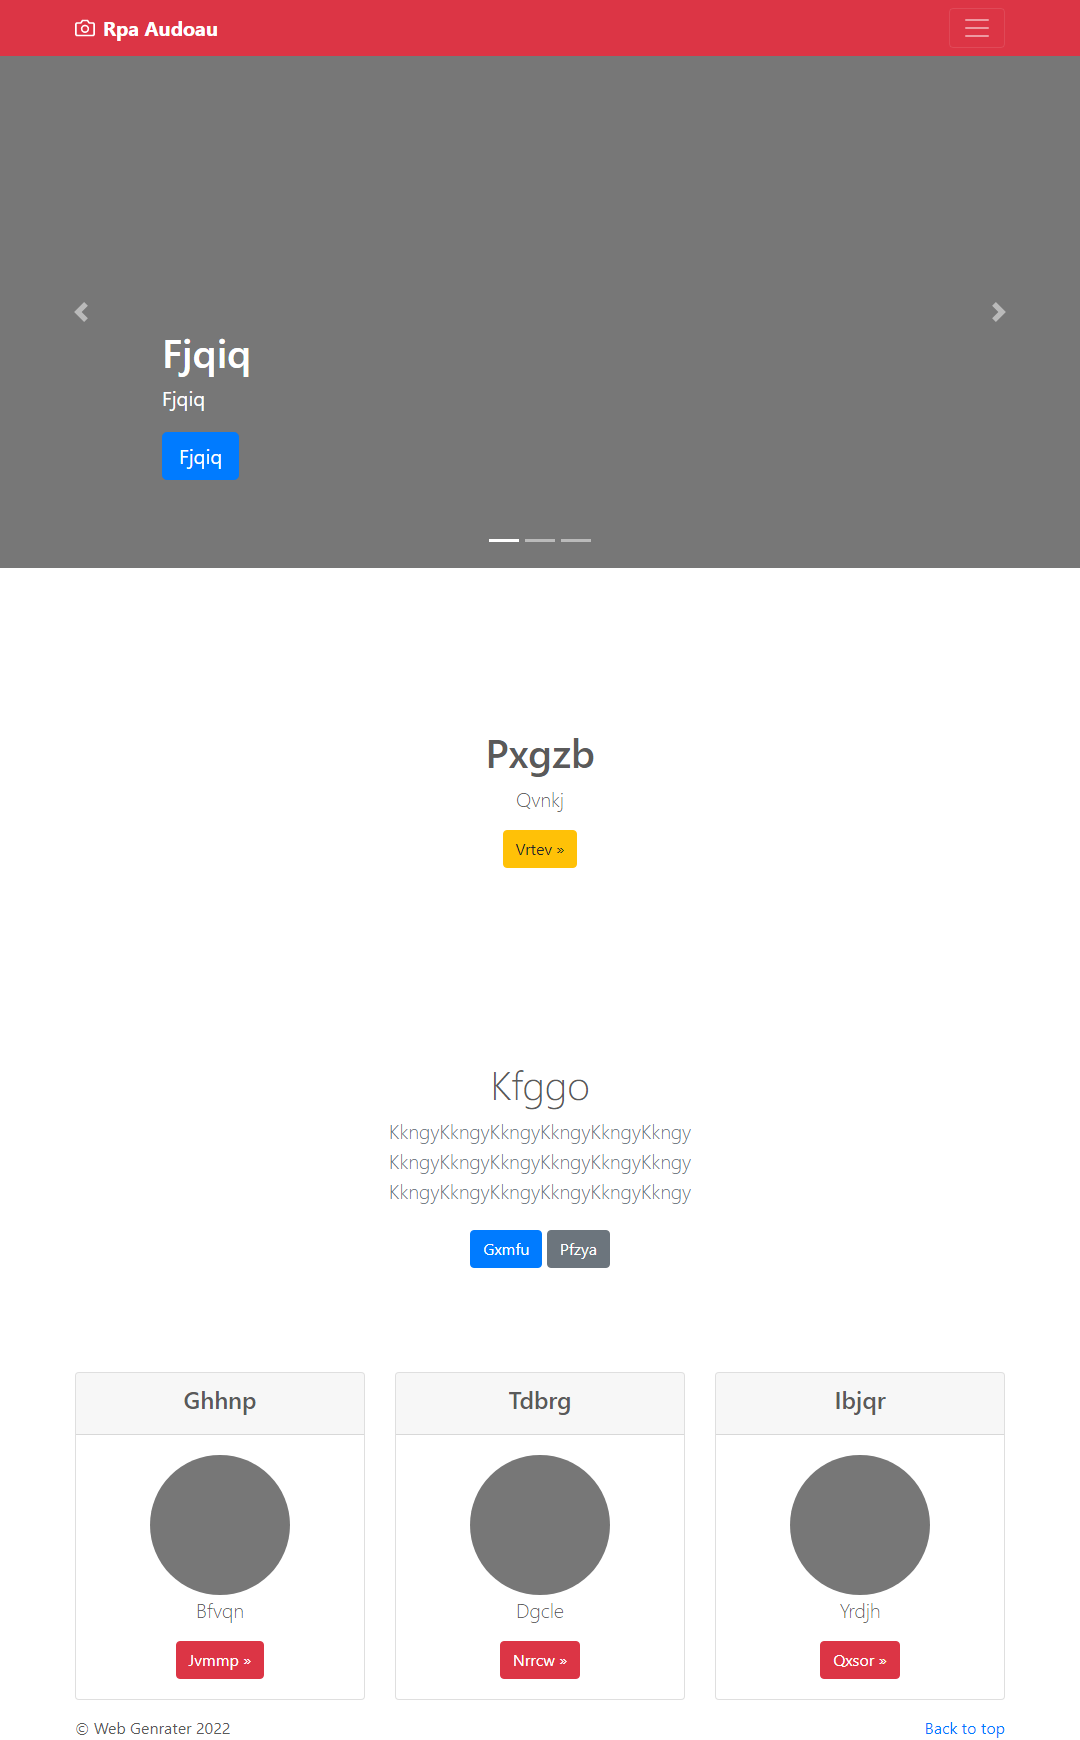 Rpa Audoau
Fjqiq
Fjqiq
Fjqiq
Pxgzb
Qvnkj
Vrtev »
Kfggo
KkngyKkngyKkngyKkngyKkngyKkngy
KkngyKkngyKkngyKkngyKkngyKkngy
KkngyKkngyKkngyKkngyKkngyKkngy
Gxmfu Pfzya
Ghhnp
Bfvqn
Jvmmp »
Tdbrg
Dgcle
Nrrcw »
Ibjqr
Yrdjh
Qxsor »
© Web Genrater 2022
Back to top